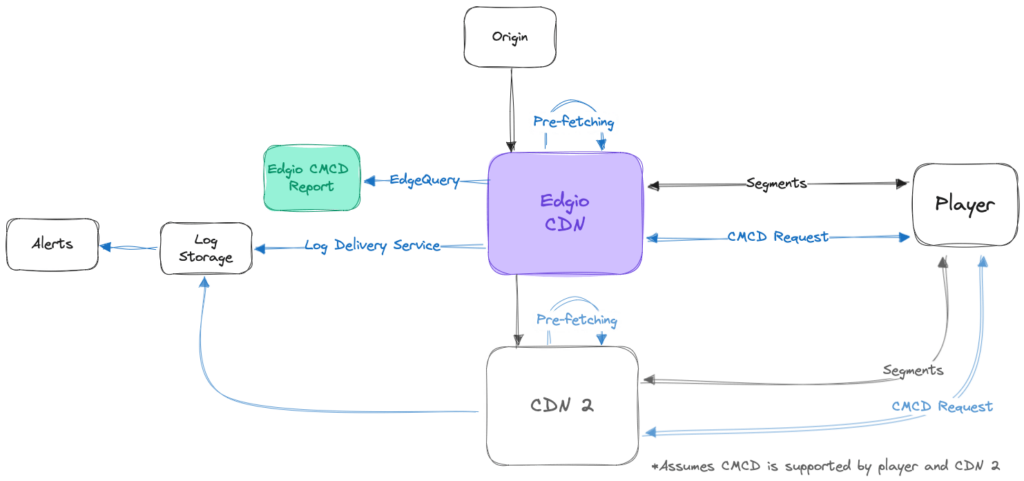 Origin
Pre-fetching
Edgio CMCD
Report
EdgeQuery
Edgio
CDN
Segments
Player
CMCD Request
Alerts
Log
Storage
Log Delivery Service
Pre-fetching
CDN 2
Segments
CMCD Request
*Assumes CMCD is supported by player and CDN 2